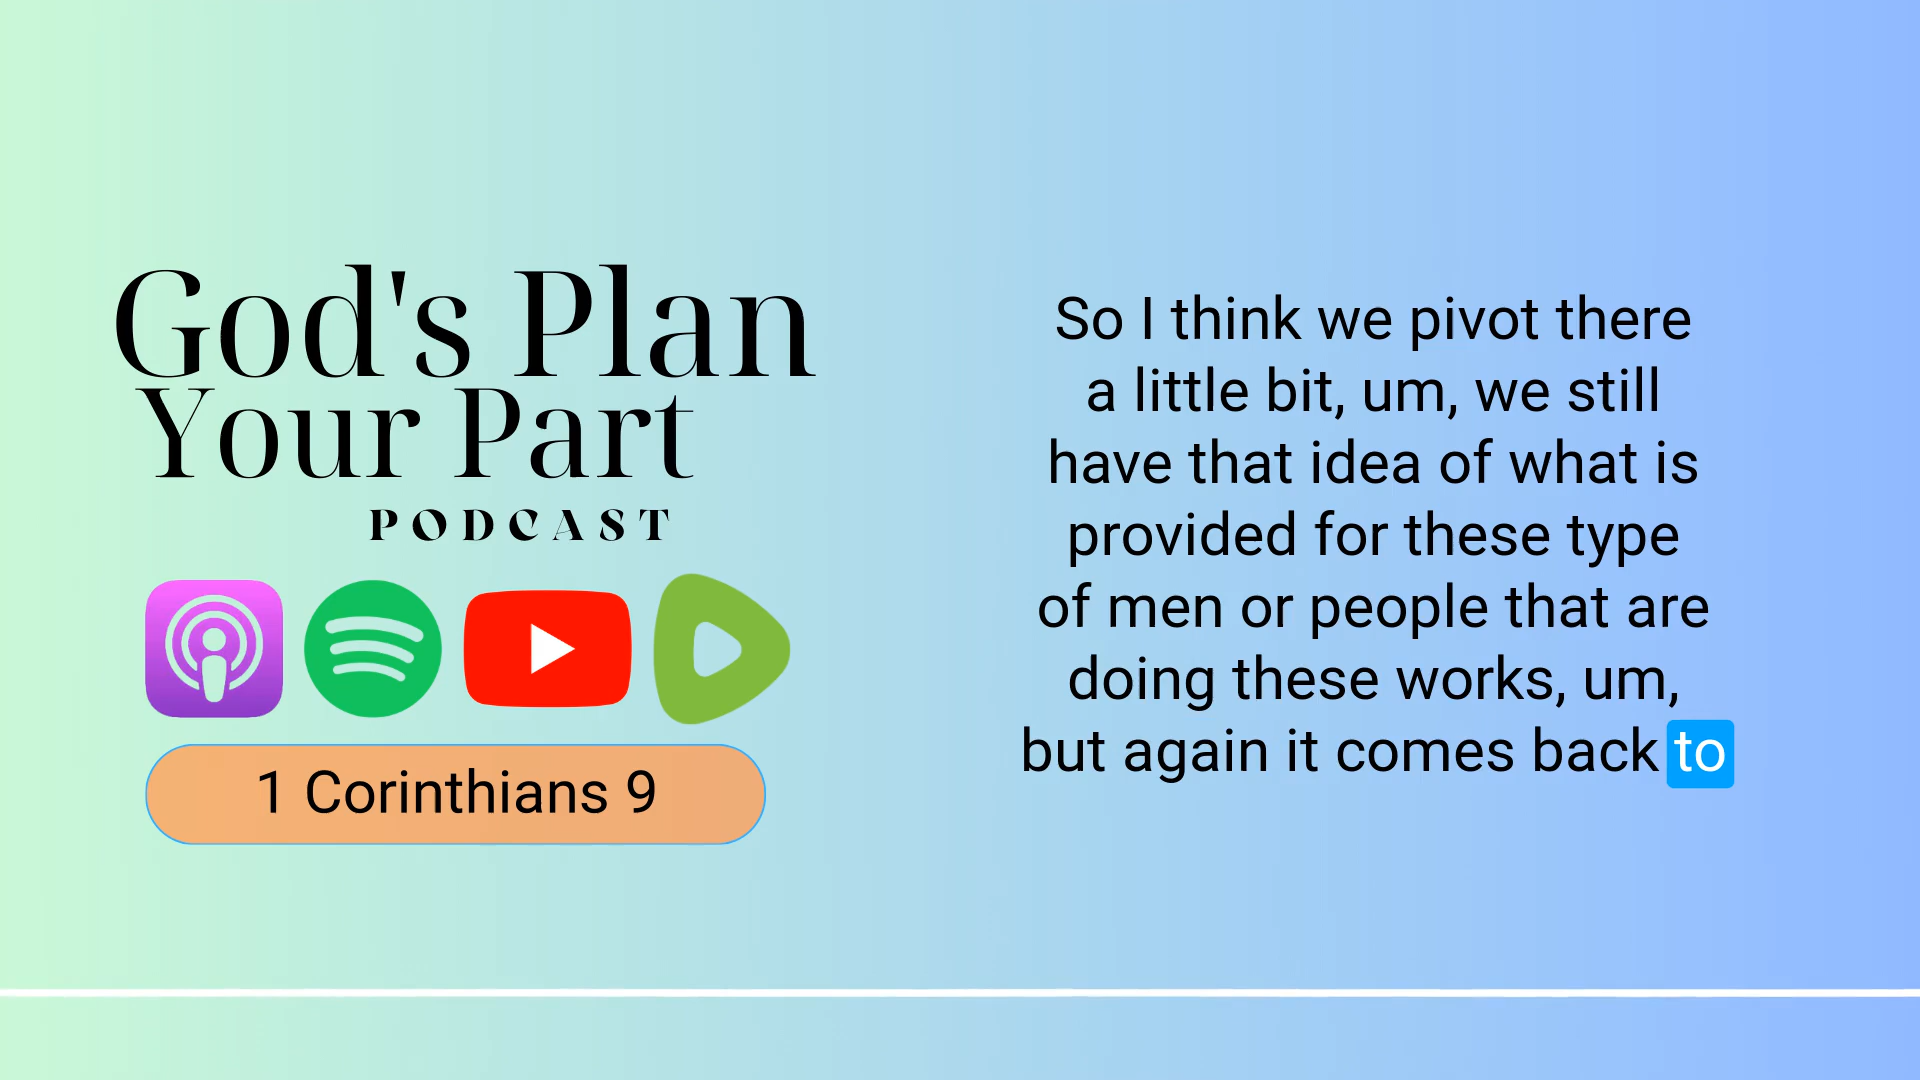 God's Plan
Your Part
PODCAST
1 Corinthians 9
So I think we pivot there
a little bit, um, we still
have that idea of what is
provided for these type
of men or people that are
doing these works, um,
but again it comes back to